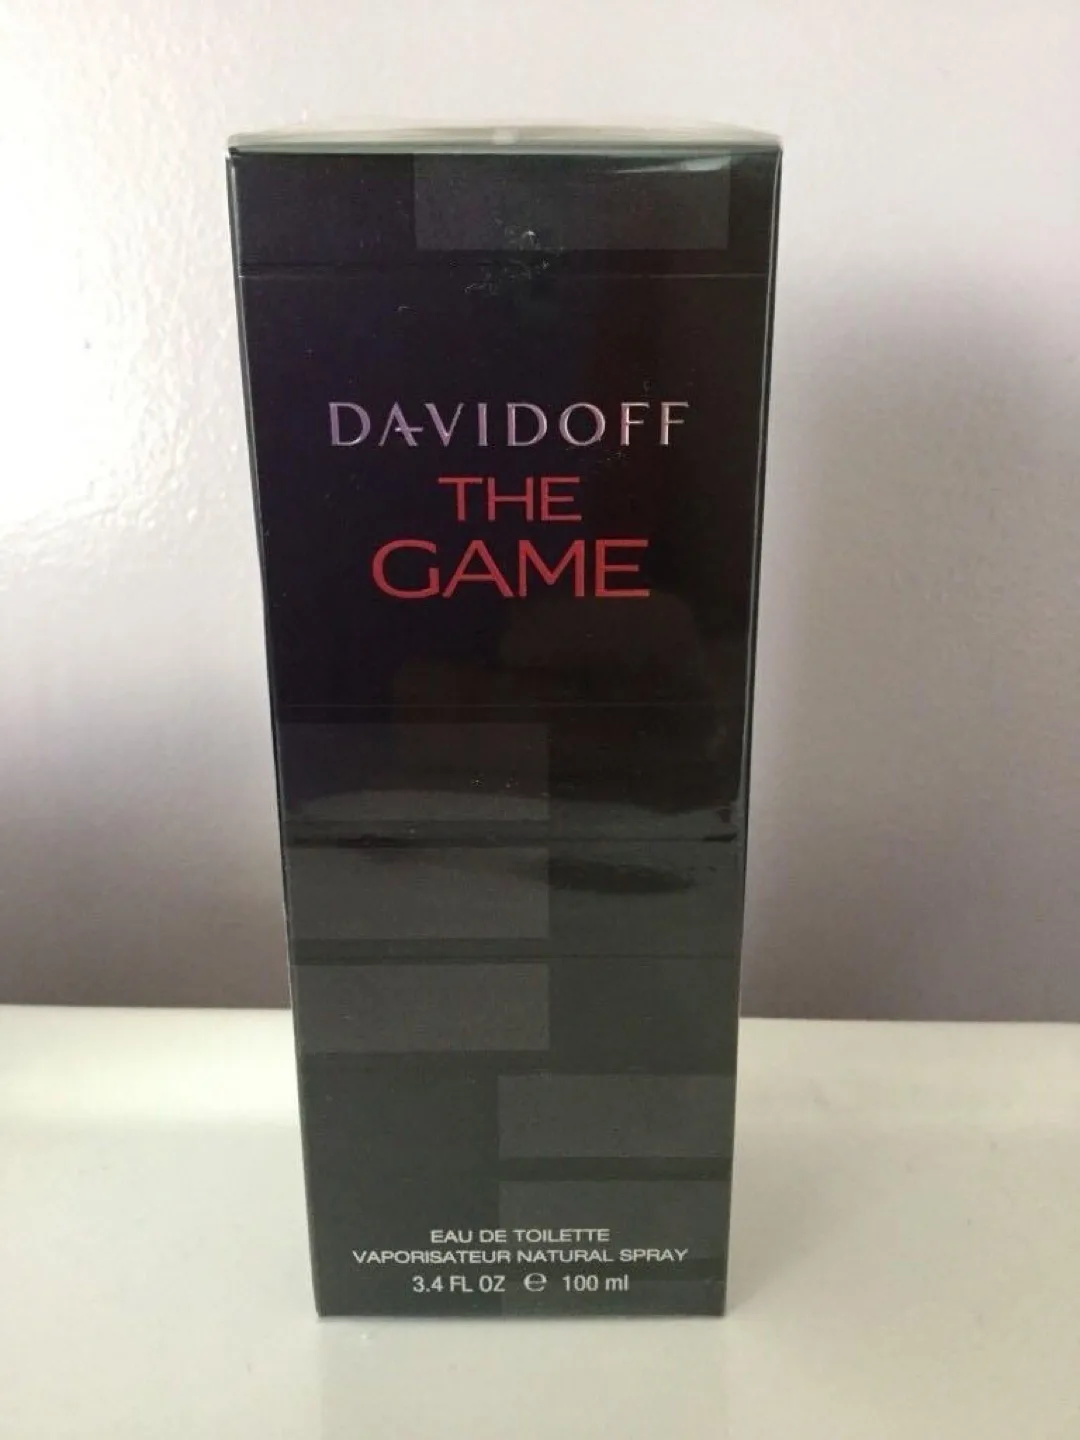 DAVIDOFF
THE
GAME
EAU DE TOILETTE
VAPORISATEUR NATURAL SPRAY
3.4 FL OZ ℮ 100 ml